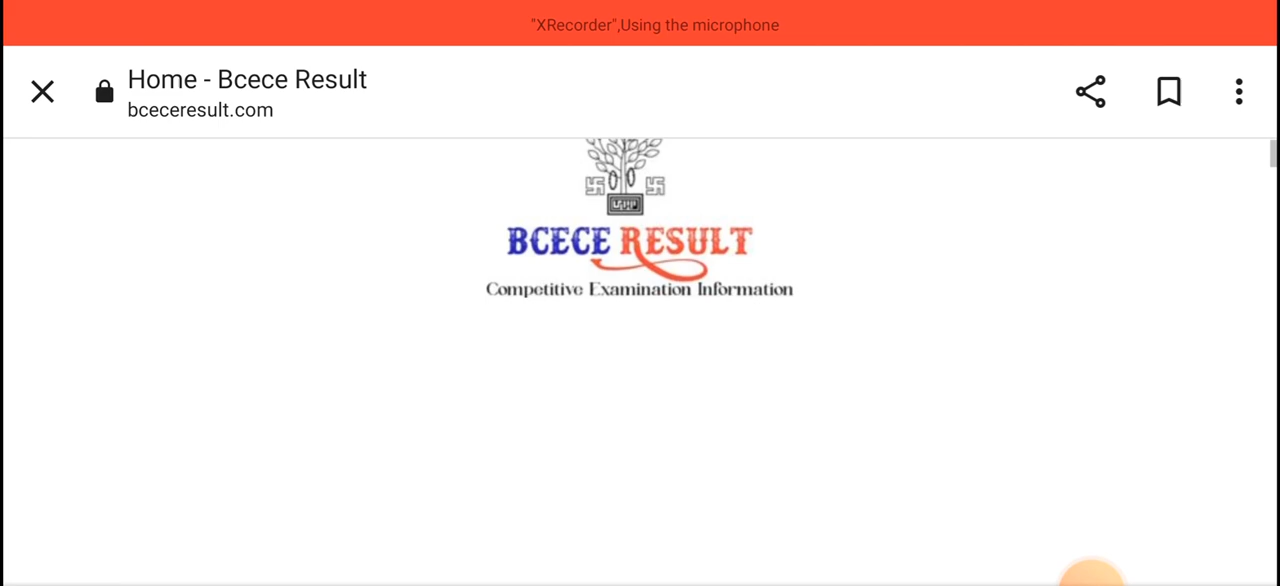 "XRecorder",Using the microphone
Home - Bcece Result
bceceresult.com
BCECE RESULT
Competitive Examination Information